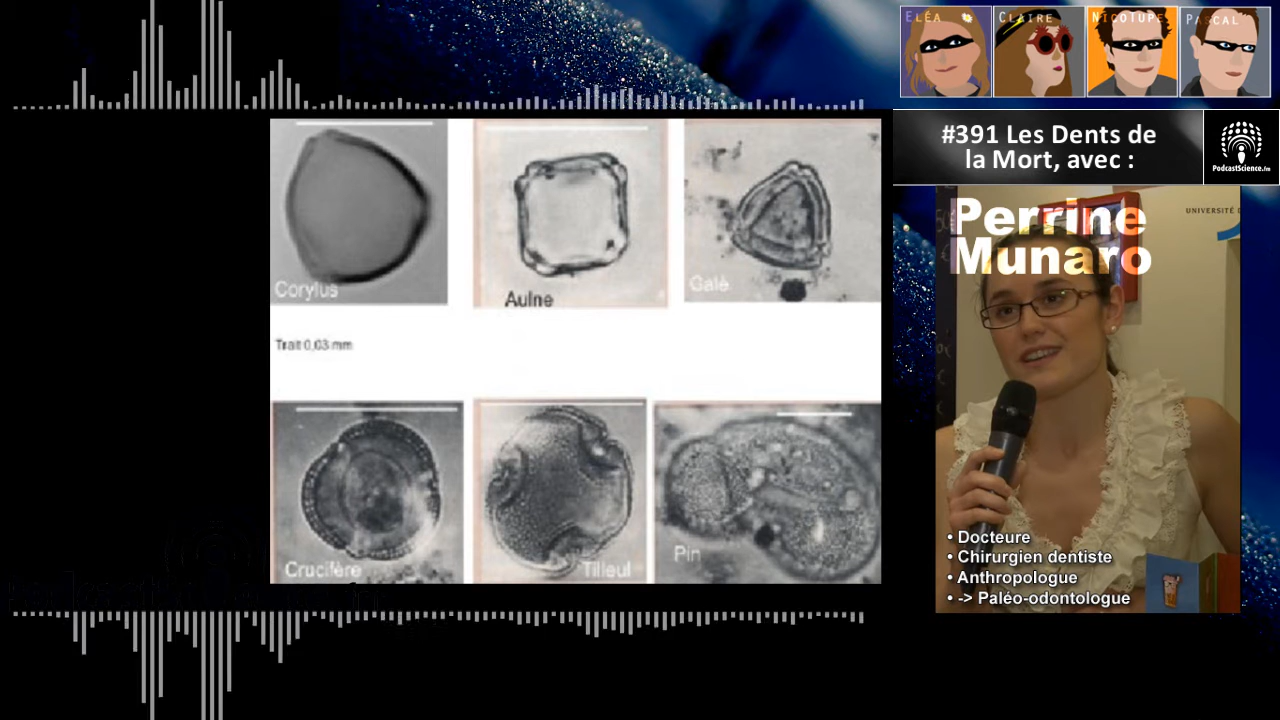 ELÉA
CLAIRE
NICOTUPE
PASCAL
#391 Les Dents de
la Mort, avec :
PodcastScience.fm
Perrine
Munaro
UNIVERSITÉ
Corylus
Aulne
Galé
Trait 0,03 mm
Crucifère
Tilleul
Pin
• Docteure
• Chirurgien dentiste
• Anthropologue
• -> Paléo-odontologue